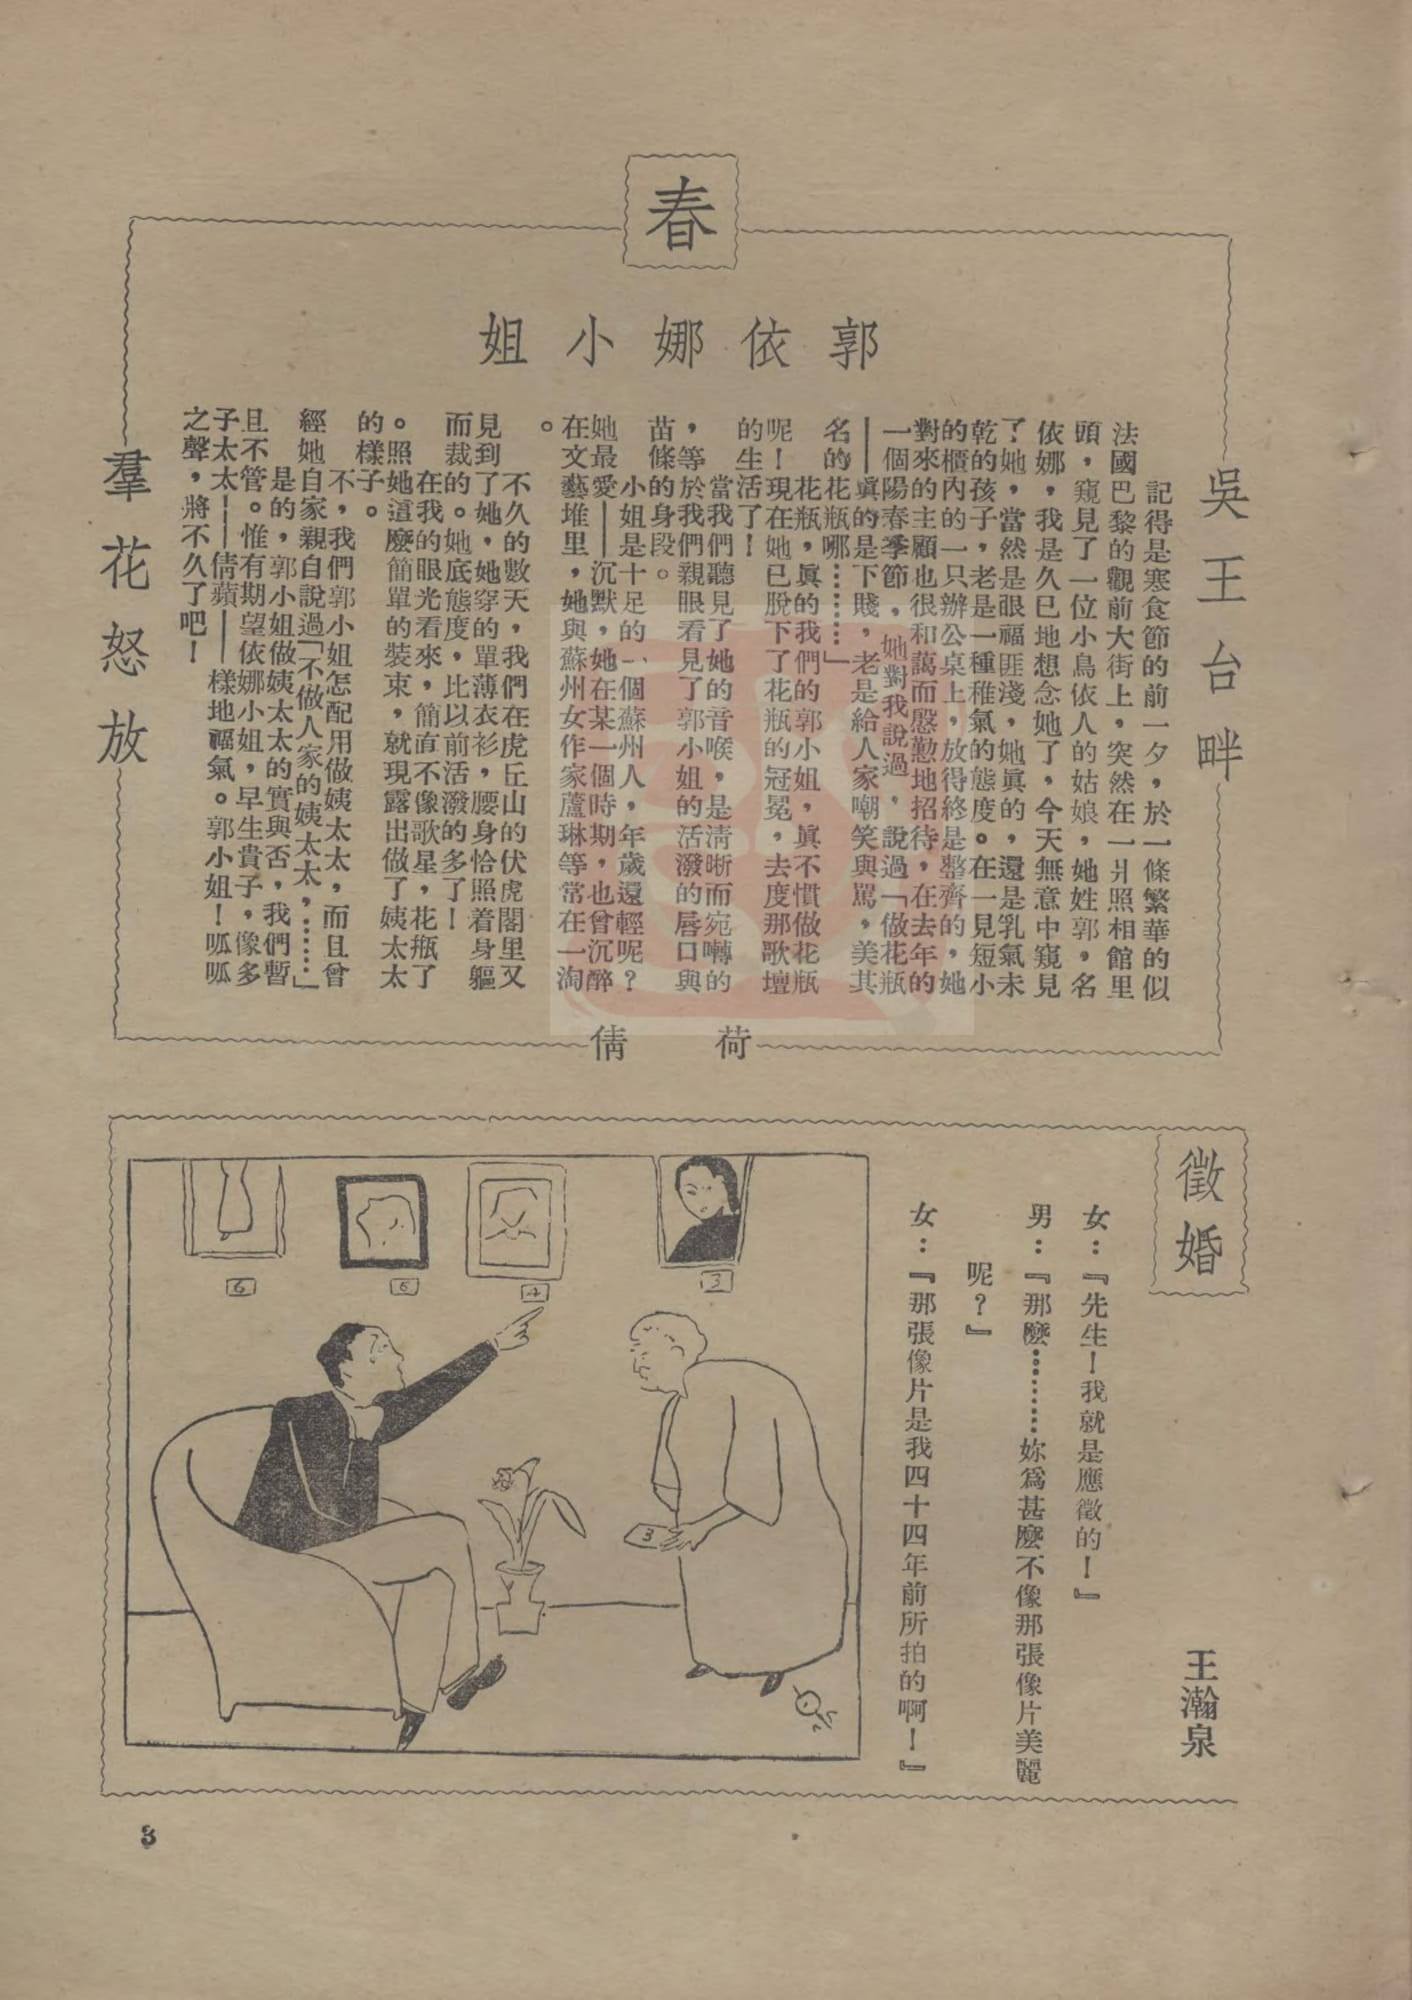 春
吳王台畔
羣花怒放
郭依娜小姐
記得是寒食節的前一夕，於一條繁華的似
法國巴黎的觀前大街上，突然在一爿照相館里
頭，窺見了一位小鳥依人的姑娘，她姓郭，名
依娜，我是久已地想念她了，今天無意中窺見
了她，當然是眼福匪淺，她眞的，還是乳氣未
乾的孩子，老是一種稚氣的態度。在一見短小
的櫃內的一只辦公桌上，放得終是整齊的，她
對來的主顧也很和藹而慇懃地招待，在去年的
一個陽春季節，她對我說過，說過「做花瓶
——眞的是下賤，老是給人家嘲笑與罵，美其
名的花瓶哪…………」
花瓶，眞的我們的郭小姐，眞不慣做花瓶
呢！現在她已脫下了花瓶的冠冕，去度那歌壇
的生活了！
當我們聽見了她的音喉，是淸晰而宛囀的
，等於我們親眼看見了郭小姐的活潑的唇口與
苗條的身段。
小姐是十足的一個蘇州人，年歲還輕呢？
她最愛——沉默，她在某一個時期，也曾沉醉
在文藝堆里，她與蘇州女作家蘆琳等常在一淘
。
不久的數天，我們在虎丘山的伏虎閣里又
見到了她，她穿的單薄衣衫，腰身恰照着身軀
而裁的。她底態度，比以前活潑的多了！
在我的眼光看來，簡直不像歌星，花瓶了
。照她這麼簡單的裝束，就現露出做了姨太太
的樣子。
不，我們郭小姐怎配用做姨太太，而且曾
經她自家親自說過「不做人家的姨太太，……」
是的，郭小姐做姨太太的實與否，我們暫
且不管。惟有期望依娜小姐，早生貴子，像多
子太太——倩蘋——樣地福氣。郭小姐！呱呱
之聲，將不久了吧！
荷倩
徵婚
王瀚泉
女：『先生！我就是應徵的！』
男：『那麼…………妳爲甚麼不像那張像片美麗
呢？』
女：『那張像片是我四十四年前所拍的啊！』
3
4
5
6
3
3